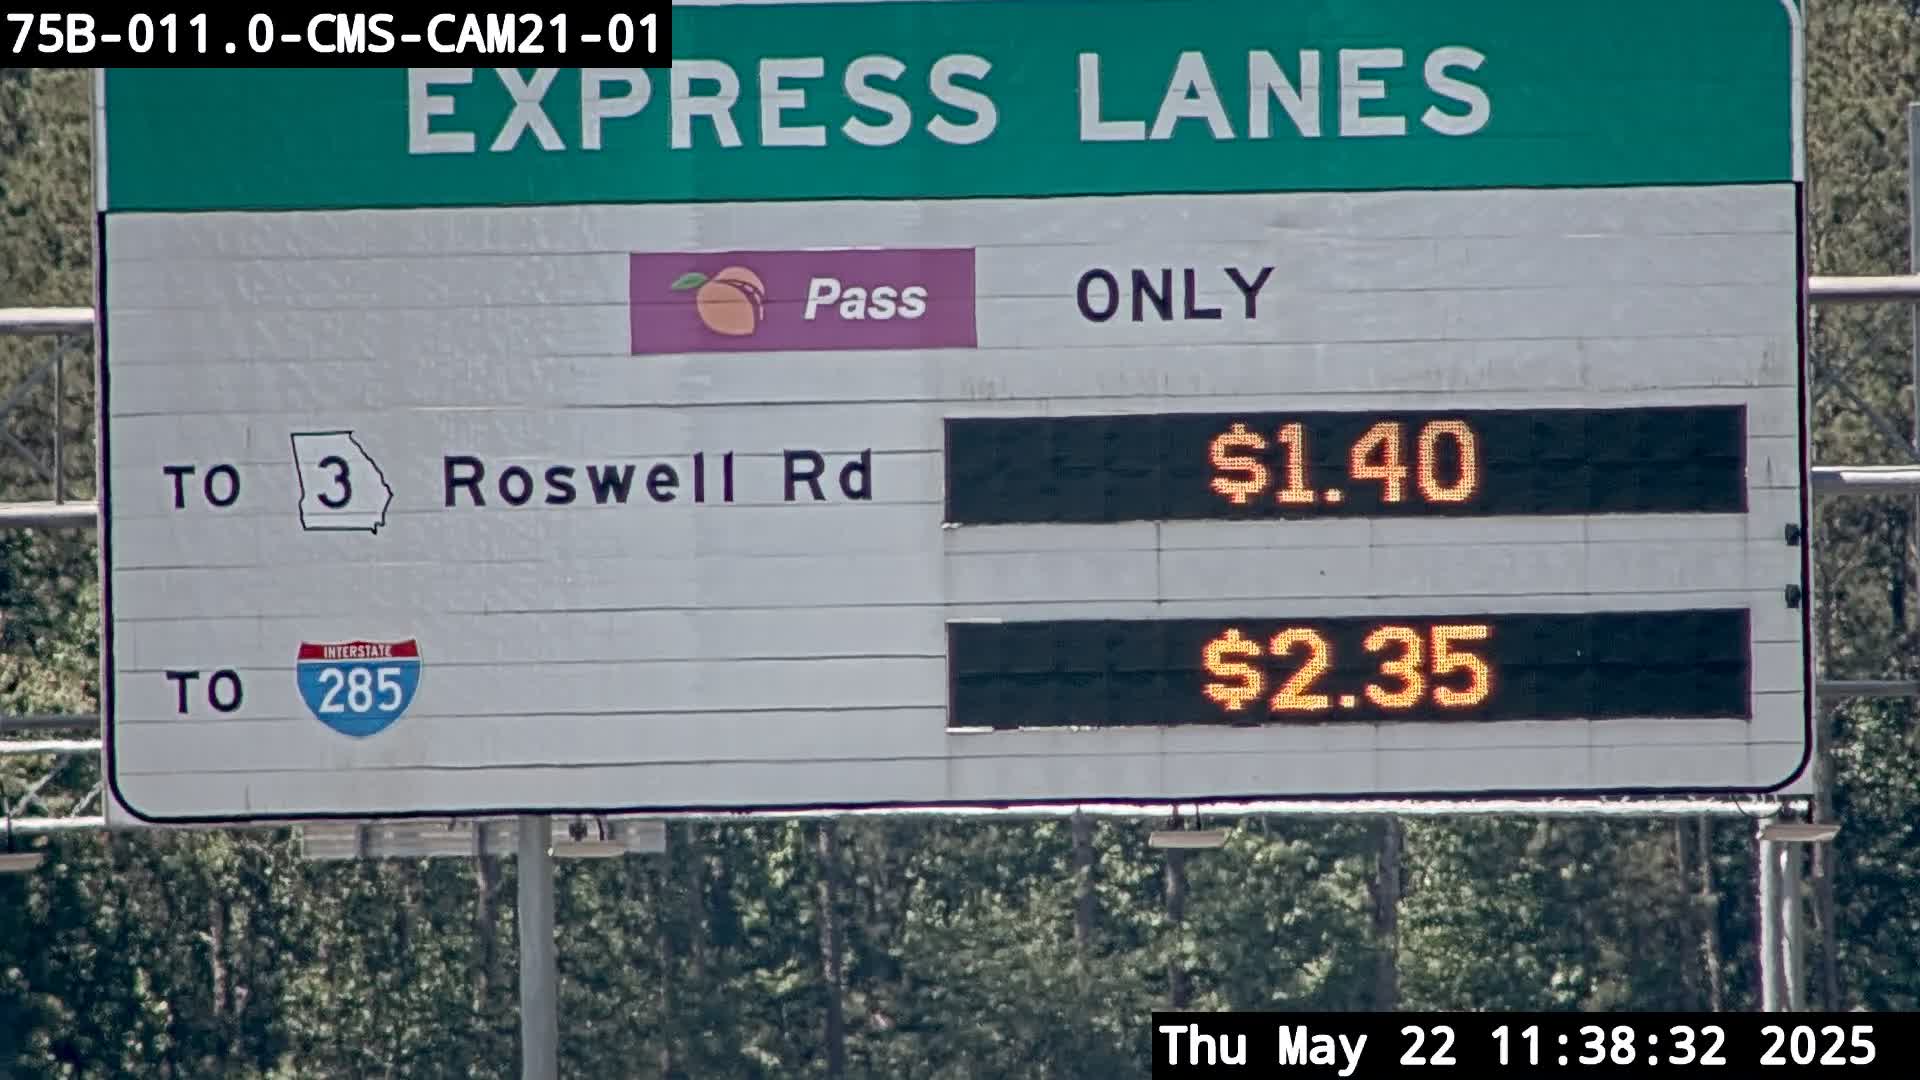 75B-011.0-CMS-CAM21-01
EXPRESS LANES
Pass ONLY
TO 3 Roswell Rd $1.40
INTERSTATE
TO 285 $2.35
Thu May 22 11:38:32 2025